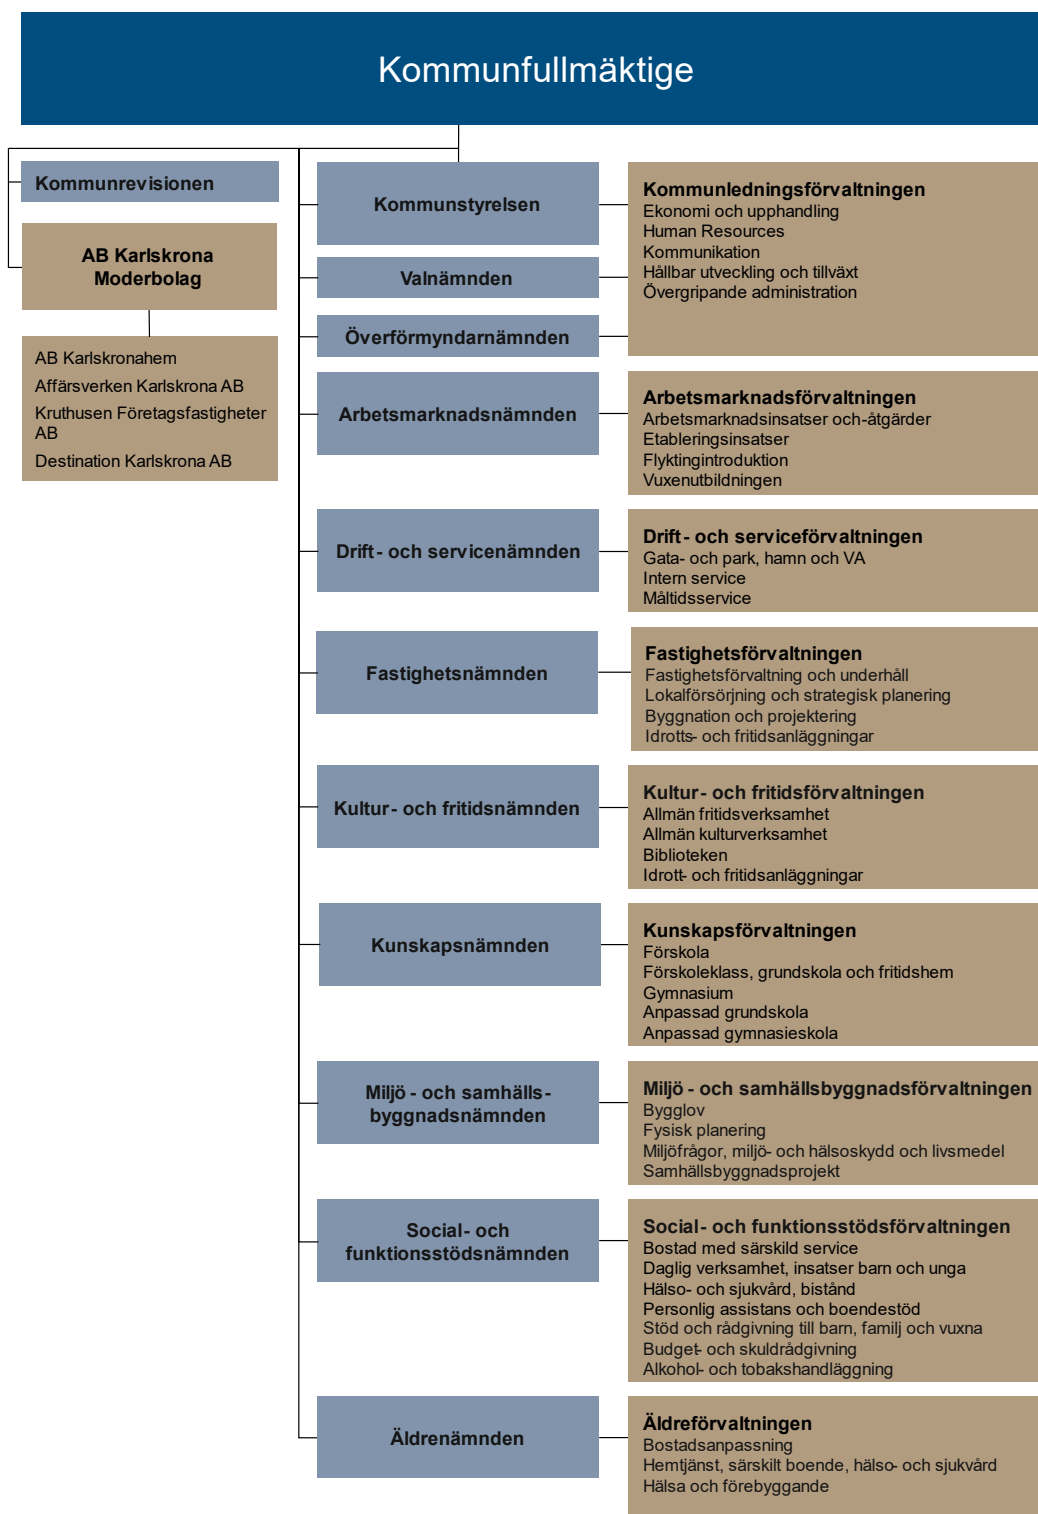 Kommunfullmäktige
Kommunrevisionen
AB Karlskrona
Moderbolag
AB Karlskronahem
Affärsverken Karlskrona AB
Kruthusen Företagsfastigheter
AB
Destination Karlskrona AB
Kommunstyrelsen
Valnämnden
Överförmyndarnämnden
Kommunledningsförvaltningen
Ekonomi och upphandling
Human Resources
Kommunikation
Hållbar utveckling och tillväxt
Övergripande administration
Arbetsmarknadsnämnden
Arbetsmarknadsförvaltningen
Arbetsmarknadsinsatser och-åtgärder
Etableringsinsatser
Flyktingintroduktion
Vuxenutbildningen
Drift- och servicenämnden
Drift- och serviceförvaltningen
Gata- och park, hamn och VA
Intern service
Måltidsservice
Fastighetsnämnden
Fastighetsförvaltningen
Fastighetsförvaltning och underhåll
Lokalförsörjning och strategisk planering
Byggnation och projektering
Idrotts- och fritidsanläggningar
Kultur- och fritidsnämnden
Kultur- och fritidsförvaltningen
Allmän fritidsverksamhet
Allmän kulturverksamhet
Biblioteken
Idrott- och fritidsanläggningar
Kunskapsnämnden
Kunskapsförvaltningen
Förskola
Förskoleklass, grundskola och fritidshem
Gymnasium
Anpassad grundskola
Anpassad gymnasieskola
Miljö- och samhälls-
byggnadsnämnden
Miljö- och samhällsbyggnadsförvaltningen
Bygglov
Fysisk planering
Miljöfrågor, miljö- och hälsoskydd och livsmedel
Samhällsbyggnadsprojekt
Social- och
funktionsstödsnämnden
Social- och funktionsstödsförvaltningen
Bostad med särskild service
Daglig verksamhet, insatser barn och unga
Hälso- och sjukvård, bistånd
Personlig assistans och boendestöd
Stöd och rådgivning till barn, familj och vuxna
Budget- och skuldrådgivning
Alkohol- och tobakshandläggning
Äldrenämnden
Äldreförvaltningen
Bostadsanpassning
Hemtjänst, särskilt boende, hälso- och sjukvård
Hälsa och förebyggande